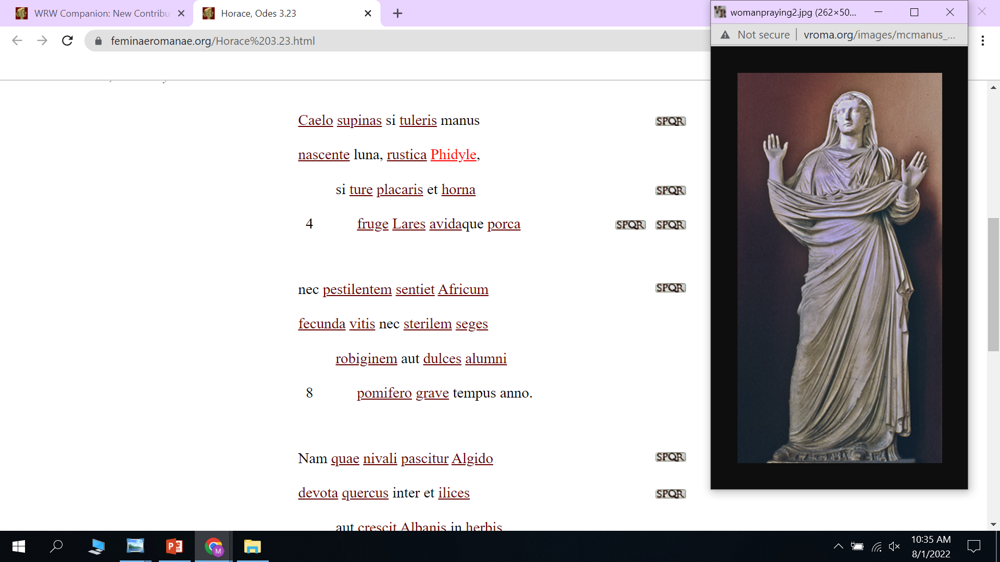 WRW Companion: New Contribu
Horace, Odes 3.23
feminaeromanae.org/Horace%203.23.html
womanpraying2.jpg (262×50...
Not secure
vroma.org/images/mcmanus_...
Caelo supinas si tuleris manus
SPQR
nascente luna, rustica Phidyle,
si ture placaris et horna
SPQR
4 fruge Lares avidaque porca
SPQR SPQR
nec pestilentem sentiet Africum
SPQR
fecunda vitis nec sterilem seges
robiginem aut dulces alumni
8 pomifero grave tempus anno.
Nam quae nivali pascitur Algido
SPQR
devota quercus inter et ilices
SPQR
aut crescit Albanis in herbis
P
M
10:35 AM
8/1/2022